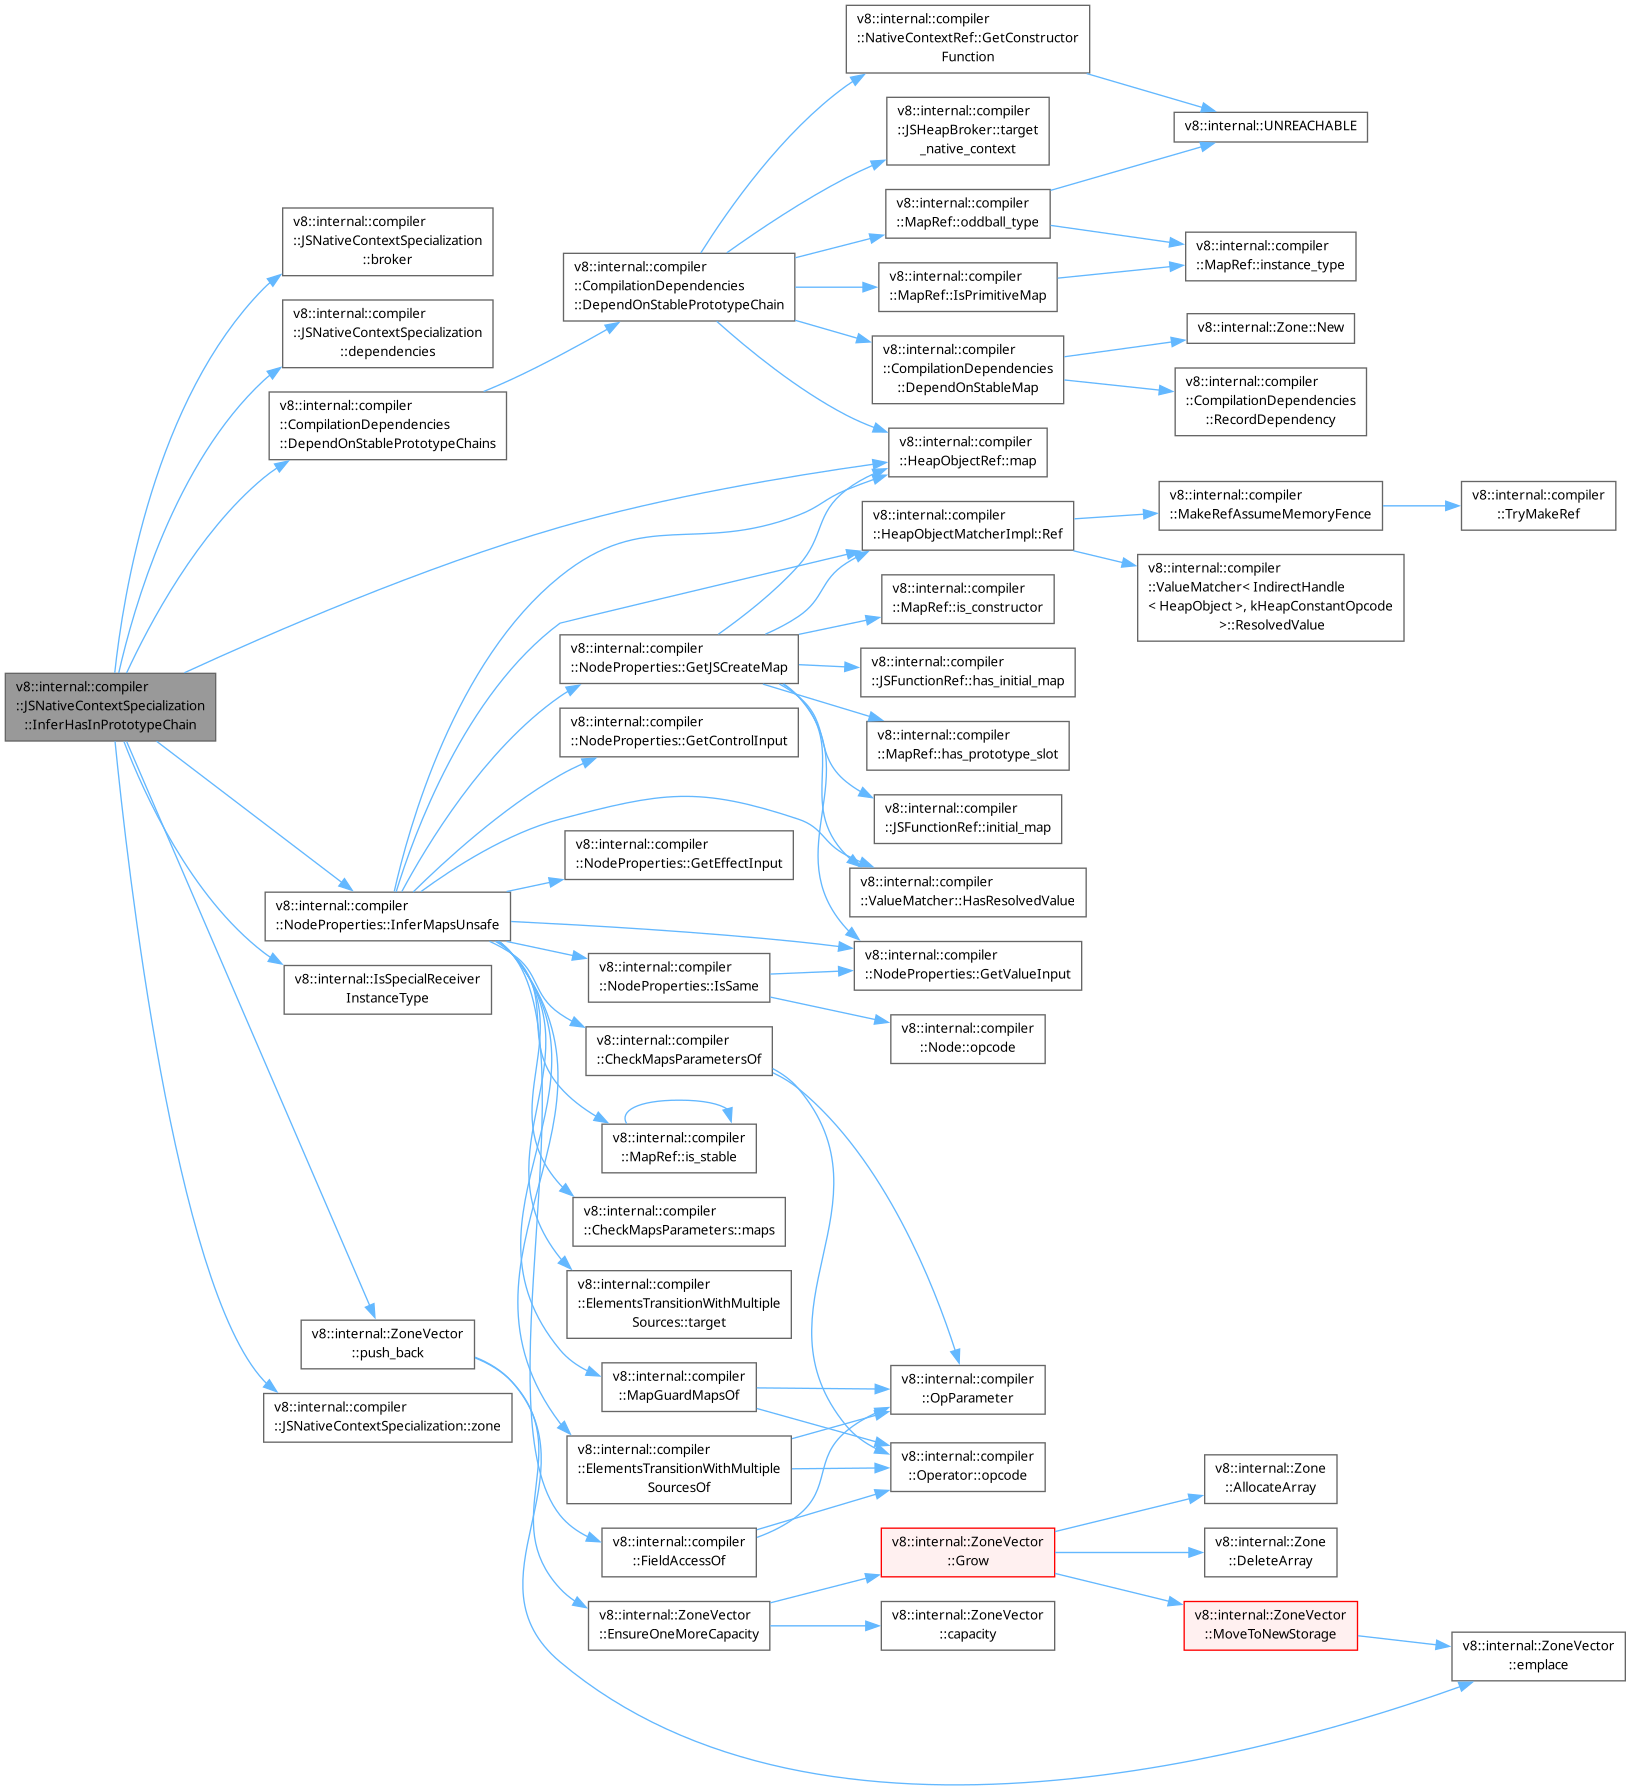 v8::internal::compiler
::JSNativeContextSpecialization
::InferHasInPrototypeChain
v8::internal::compiler
::JSNativeContextSpecialization
::broker
v8::internal::compiler
::JSNativeContextSpecialization
::dependencies
v8::internal::compiler
::CompilationDependencies
::DependOnStablePrototypeChains
v8::internal::compiler
::NodeProperties::InferMapsUnsafe
v8::internal::IsSpecialReceiver
InstanceType
v8::internal::ZoneVector
::push_back
v8::internal::compiler
::JSNativeContextSpecialization::zone
v8::internal::compiler
::CompilationDependencies
::DependOnStablePrototypeChain
v8::internal::compiler
::NodeProperties::GetJSCreateMap
v8::internal::compiler
::NodeProperties::GetControlInput
v8::internal::compiler
::NodeProperties::GetEffectInput
v8::internal::compiler
::NodeProperties::IsSame
v8::internal::compiler
::CheckMapsParametersOf
v8::internal::compiler
::MapRef::is_stable
v8::internal::compiler
::CheckMapsParameters::maps
v8::internal::compiler
::ElementsTransitionWithMultiple
Sources::target
v8::internal::compiler
::MapGuardMapsOf
v8::internal::compiler
::ElementsTransitionWithMultiple
SourcesOf
v8::internal::compiler
::FieldAccessOf
v8::internal::ZoneVector
::EnsureOneMoreCapacity
v8::internal::compiler
::NativeContextRef::GetConstructor
Function
v8::internal::compiler
::JSHeapBroker::target
_native_context
v8::internal::compiler
::MapRef::oddball_type
v8::internal::compiler
::MapRef::IsPrimitiveMap
v8::internal::compiler
::CompilationDependencies
::DependOnStableMap
v8::internal::compiler
::HeapObjectRef::map
v8::internal::compiler
::HeapObjectMatcherImpl::Ref
v8::internal::compiler
::MapRef::is_constructor
v8::internal::compiler
::JSFunctionRef::has_initial_map
v8::internal::compiler
::MapRef::has_prototype_slot
v8::internal::compiler
::JSFunctionRef::initial_map
v8::internal::compiler
::ValueMatcher::HasResolvedValue
v8::internal::compiler
::NodeProperties::GetValueInput
v8::internal::compiler
::Node::opcode
v8::internal::compiler
::OpParameter
v8::internal::compiler
::Operator::opcode
v8::internal::ZoneVector
::Grow
v8::internal::ZoneVector
::capacity
v8::internal::UNREACHABLE
v8::internal::compiler
::MapRef::instance_type
v8::internal::Zone::New
v8::internal::compiler
::CompilationDependencies
::RecordDependency
v8::internal::compiler
::MakeRefAssumeMemoryFence
v8::internal::compiler
::ValueMatcher< IndirectHandle
< HeapObject >, kHeapConstantOpcode
>::ResolvedValue
v8::internal::Zone
::AllocateArray
v8::internal::Zone
::DeleteArray
v8::internal::ZoneVector
::MoveToNewStorage
v8::internal::compiler
::TryMakeRef
v8::internal::ZoneVector
::emplace